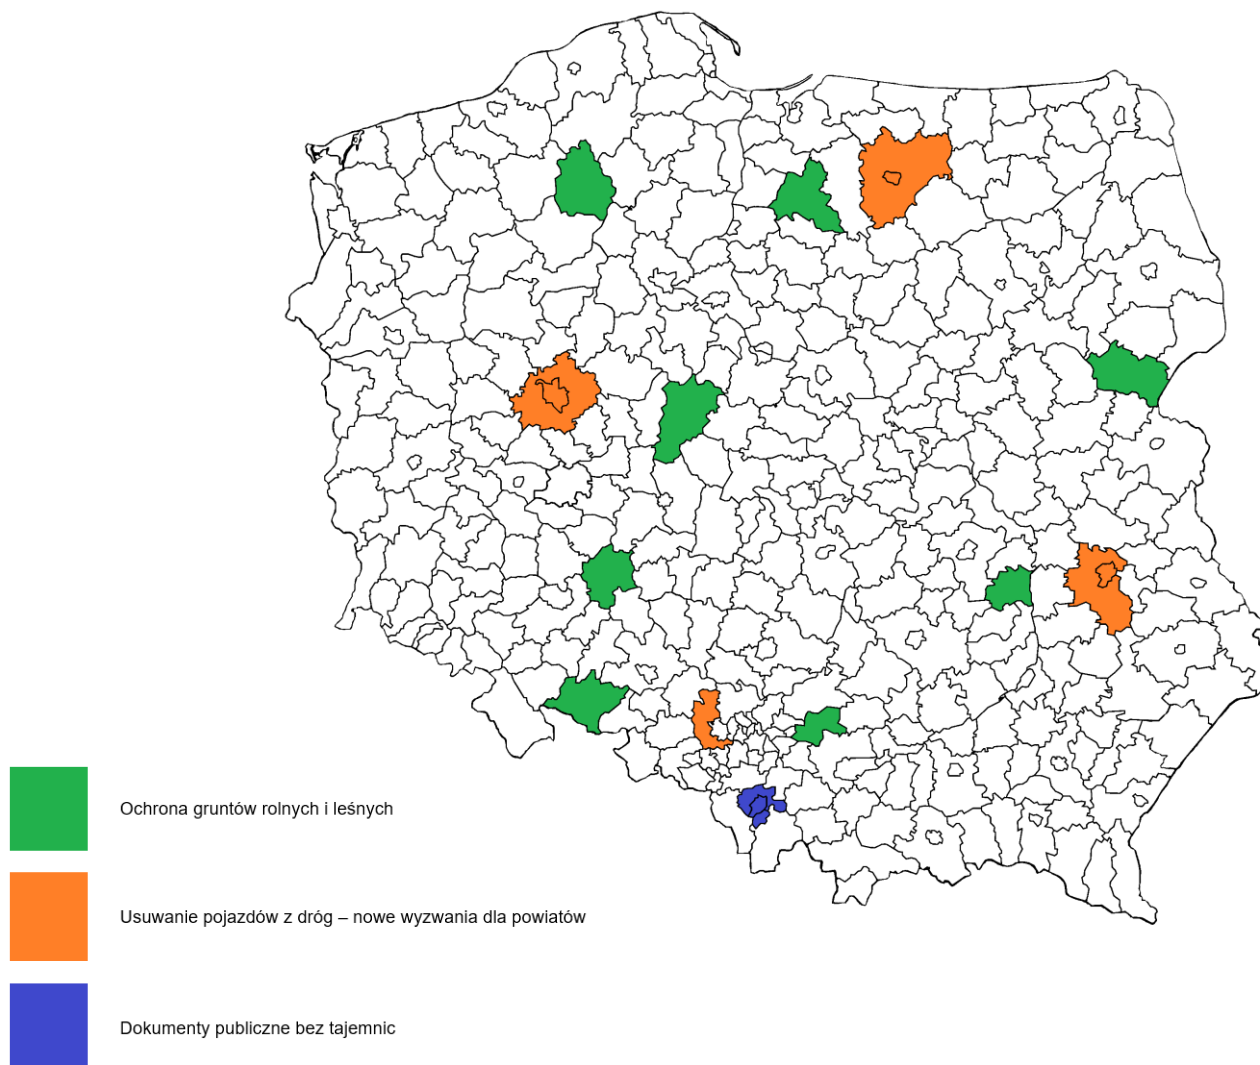 Ochrona gruntów rolnych i leśnych
Usuwanie pojazdów z dróg – nowe wyzwania dla powiatów
Dokumenty publiczne bez tajemnic